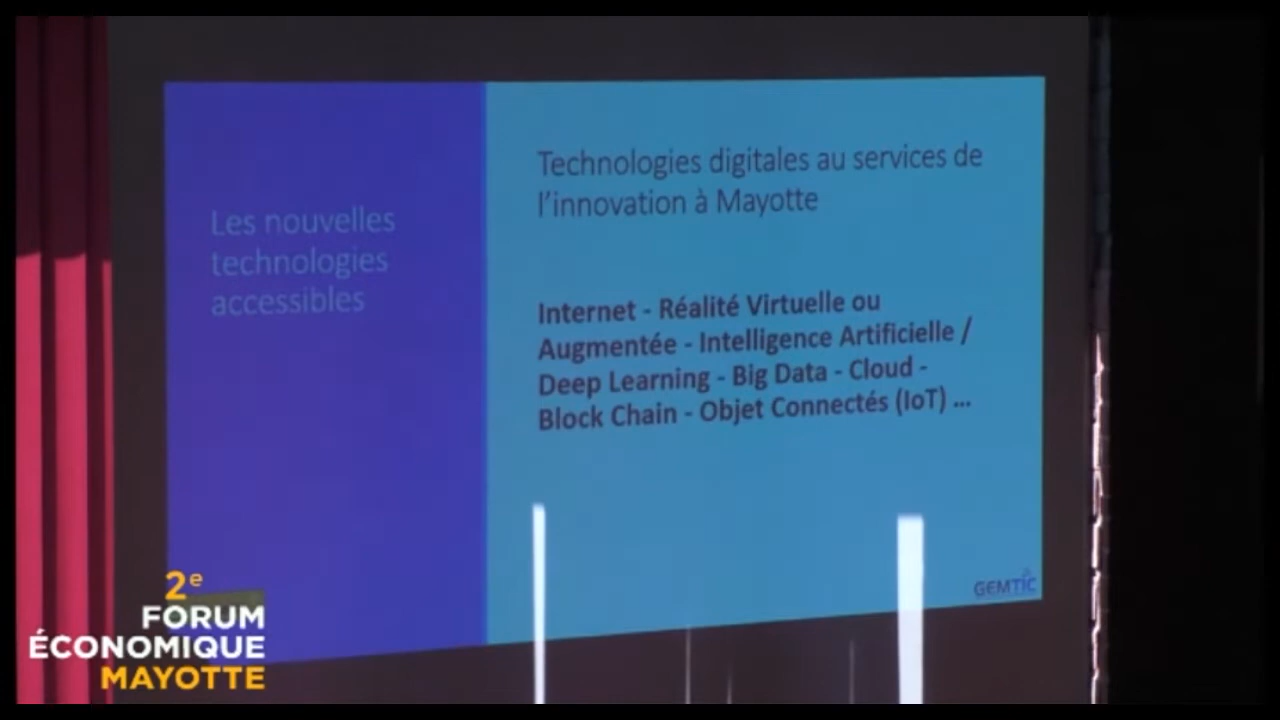 Les nouvelles
technologies
accessibles
Technologies digitales au services de
l'innovation à Mayotte
Internet - Réalité Virtuelle ou
Augmentée - Intelligence Artificielle /
Deep Learning - Big Data - Cloud -
Block Chain - Objet Connectés (IoT) ...
GEMTIC
2e
FORUM
ÉCONOMIQUE
MAYOTTE